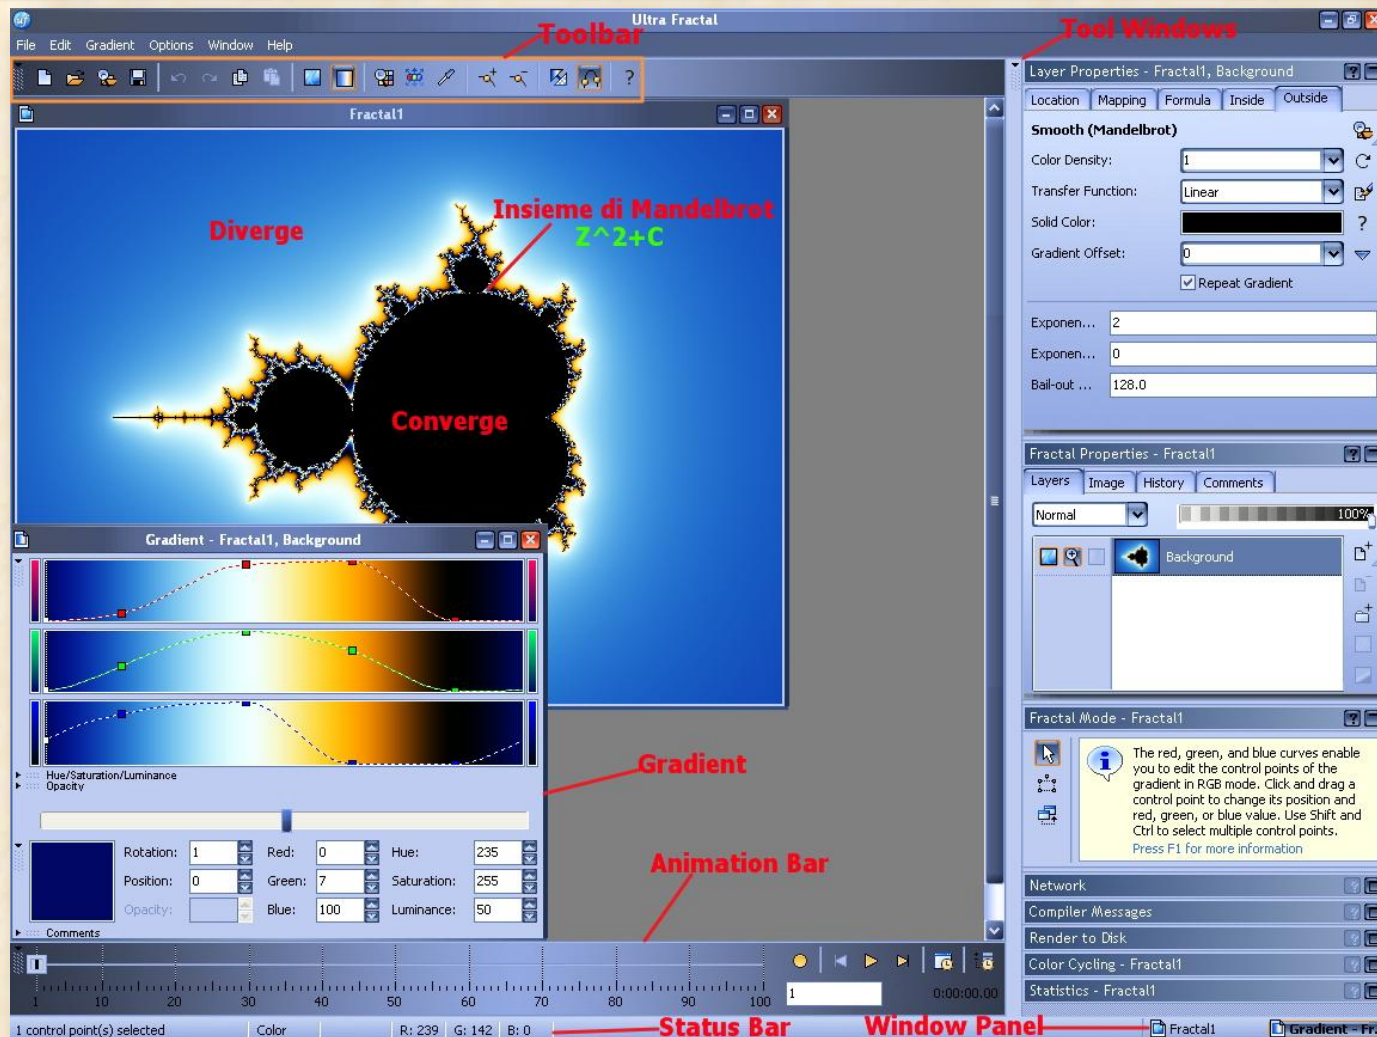 Ultra Fractal
File Edit Gradient Options Window Help
Toolbar
Tool Windows
Fractal1
Diverge
Insieme di Mandelbrot
Z^2+C
Converge
Layer Properties - Fractal1, Background
Location Mapping Formula Inside Outside
Smooth (Mandelbrot)
Color Density: 1
Transfer Function: Linear
Solid Color:
Gradient Offset: 0
Repeat Gradient
Exponen... 2
Exponen... 0
Bail-out ... 128.0
Fractal Properties - Fractal1
Layers Image History Comments
Normal 100%
Background
Gradient - Fractal1, Background
Hue/Saturation/Luminance
Opacity
Rotation: 1 Red: 0 Hue: 235
Position: 0 Green: 7 Saturation: 255
Opacity: Blue: 100 Luminance: 50
Comments
Gradient
Animation Bar
Fractal Mode - Fractal1
The red, green, and blue curves enable
you to edit the control points of the
gradient in RGB mode. Click and drag a
control point to change its position and
red, green, or blue value. Use Shift and
Ctrl to select multiple control points.
Press F1 for more information
Network
Compiler Messages
Render to Disk
Color Cycling - Fractal1
Statistics - Fractal1
1 10 20 30 40 50 60 70 80 90 100
1 0:00:00.00
1 control point(s) selected Color R: 239 G: 142 B: 0
Status Bar
Window Panel
Fractal1 Gradient - Fr...